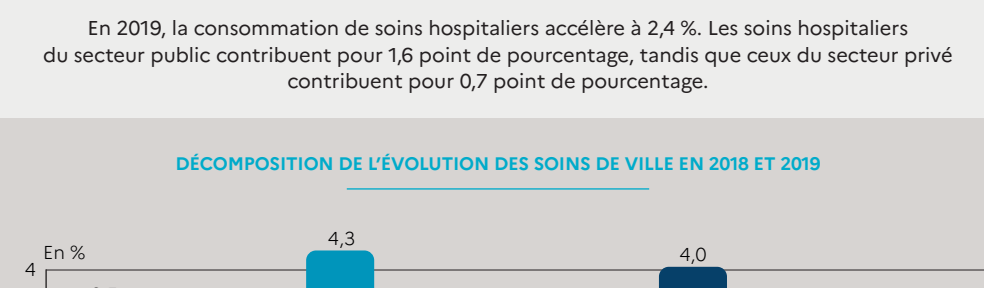 En 2019, la consommation de soins hospitaliers accélère à 2,4 %. Les soins hospitaliers
du secteur public contribuent pour 1,6 point de pourcentage, tandis que ceux du secteur privé
contribuent pour 0,7 point de pourcentage.
DÉCOMPOSITION DE L’ÉVOLUTION DES SOINS DE VILLE EN 2018 ET 2019
En %
4,3
4,0
4